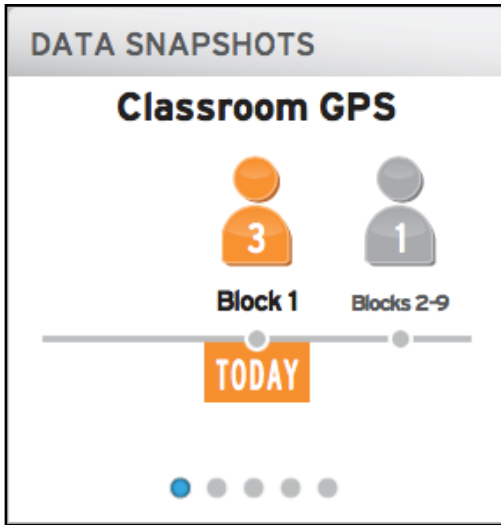 DATA SNAPSHOTS
Classroom GPS
3 1
Block 1 Blocks 2-9
TODAY